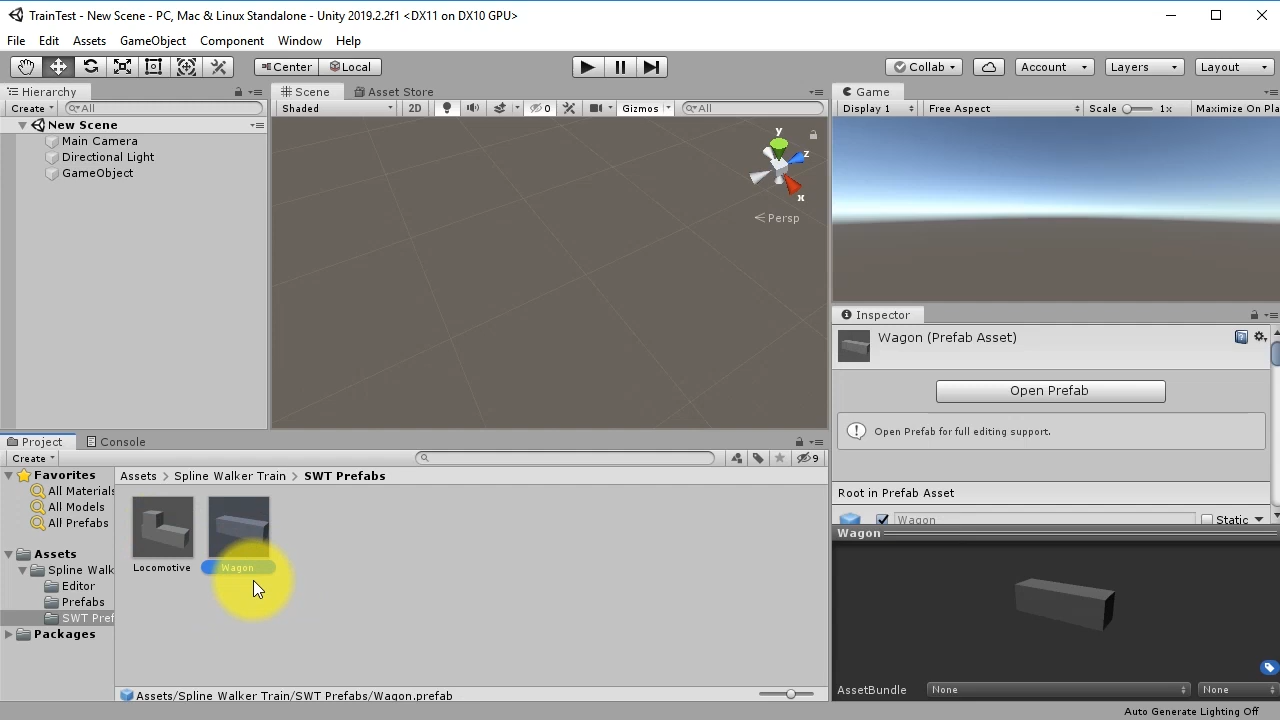 TrainTest - New Scene - PC, Mac & Linux Standalone - Unity 2019.2.2f1 <DX11 on DX10 GPU>
File Edit Assets GameObject Component Window Help
Center Local Collab Account Layers Layout
Hierarchy Scene Asset Store Game
Create All Shaded 2D 0 Gizmos All Display 1 Free Aspect Scale 1x Maximize On Pla
New Scene
Main Camera
Directional Light
GameObject
y
z
x
Persp
Inspector
Wagon (Prefab Asset)
Open Prefab
Open Prefab for full editing support.
Root in Prefab Asset
Wagon Static
Project Console
Create 9
Favorites
All Materials
All Models
All Prefabs
Assets
Spline Walk
Editor
Prefabs
SWT Pref
Packages
Assets > Spline Walker Train > SWT Prefabs
Locomotive Wagon
Assets/Spline Walker Train/SWT Prefabs/Wagon.prefab
Wagon
AssetBundle None None
Auto Generate Lighting Off